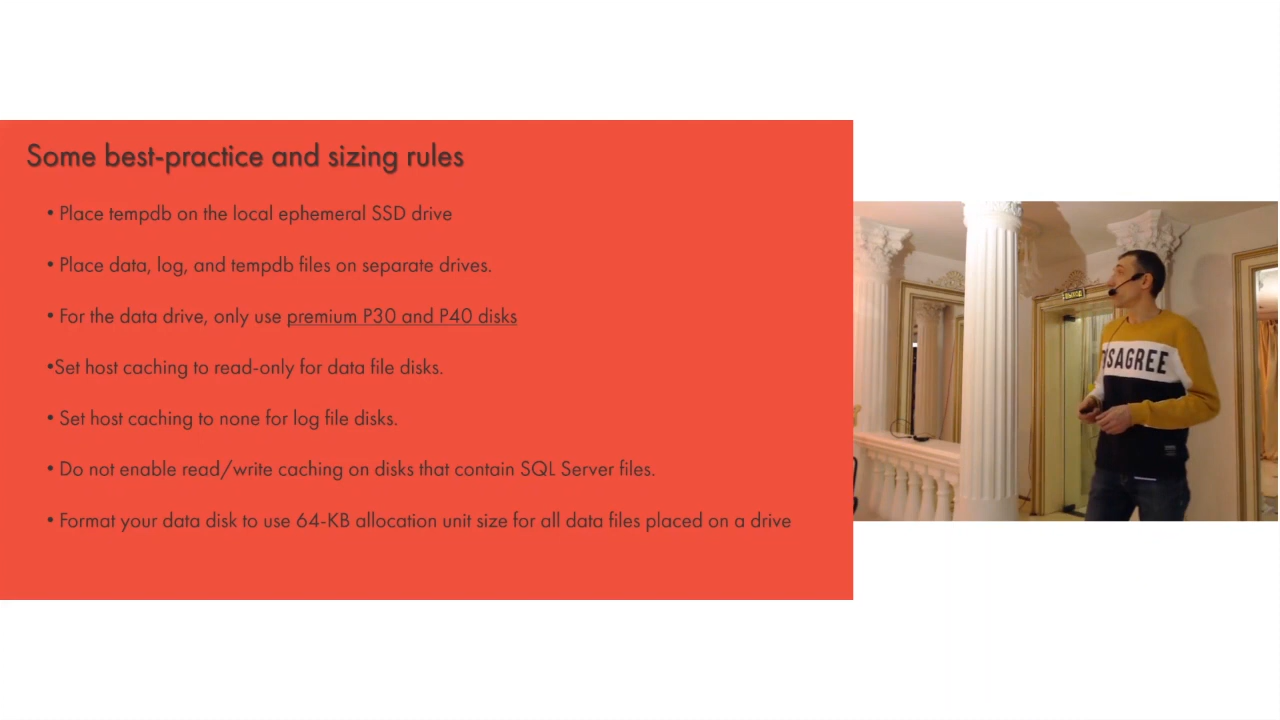 Some best-practice and sizing rules
• Place tempdb on the local ephemeral SSD drive
• Place data, log, and tempdb files on separate drives.
• For the data drive, only use premium P30 and P40 disks
•Set host caching to read-only for data file disks.
• Set host caching to none for log file disks.
• Do not enable read/write caching on disks that contain SQL Server files.
• Format your data disk to use 64-KB allocation unit size for all data files placed on a drive
ВЫХОД
ISAGREE